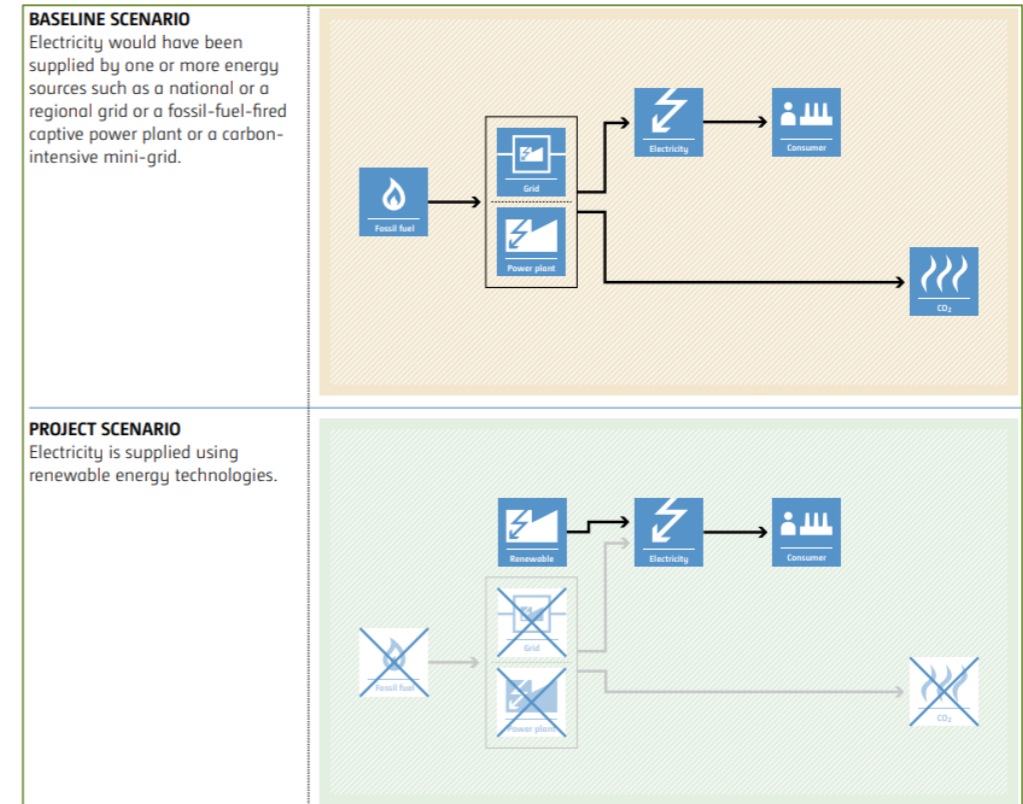 BASELINE SCENARIO
Electricity would have been
supplied by one or more energy
sources such as a national or a
regional grid or a fossil-fuel-fired
captive power plant or a carbon-
intensive mini-grid.
Electricity
Consumer
Grid
Fossil fuel
Power plant
CO₂
PROJECT SCENARIO
Electricity is supplied using
renewable energy technologies.
Renewable
Electricity
Consumer
Grid
Fossil fuel
Power plant
CO₂